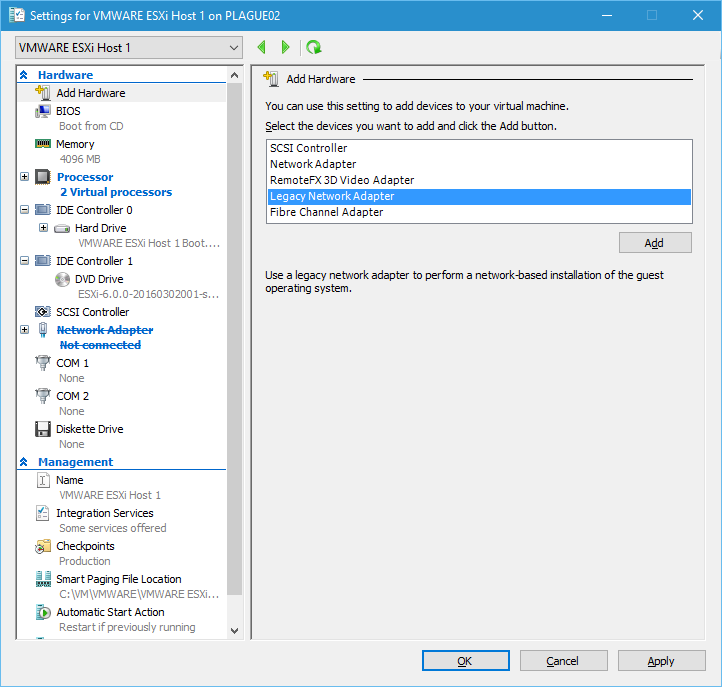 Settings for VMWARE ESXi Host 1 on PLAGUE02
VMWARE ESXi Host 1
Hardware
Add Hardware
BIOS
Boot from CD
Memory
4096 MB
Processor
2 Virtual processors
IDE Controller 0
Hard Drive
VMWARE ESXi Host 1 Boot....
IDE Controller 1
DVD Drive
ESXi-6.0.0-20160302001-s...
SCSI Controller
Network Adapter
Not connected
COM 1
None
COM 2
None
Diskette Drive
None
Management
Name
VMWARE ESXi Host 1
Integration Services
Some services offered
Checkpoints
Production
Smart Paging File Location
C:\VM\VMWARE\VMWARE ESXi...
Automatic Start Action
Restart if previously running
Add Hardware
You can use this setting to add devices to your virtual machine.
Select the devices you want to add and click the Add button.
SCSI Controller
Network Adapter
RemoteFX 3D Video Adapter
Legacy Network Adapter
Fibre Channel Adapter
Add
Use a legacy network adapter to perform a network-based installation of the guest
operating system.
OK
Cancel
Apply